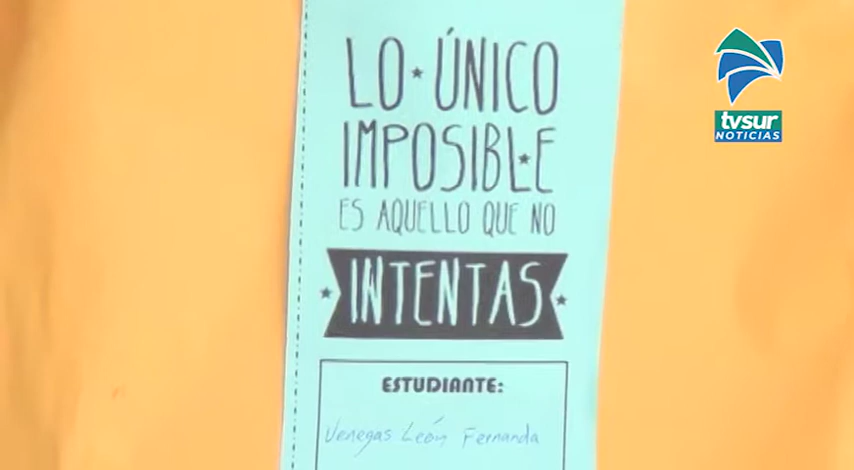 LO ÚNICO
IMPOSIBLE
ES AQUELLO QUE NO
INTENTAS
ESTUDIANTE:
Venegas León Fernanda
tvsur
NOTICIAS